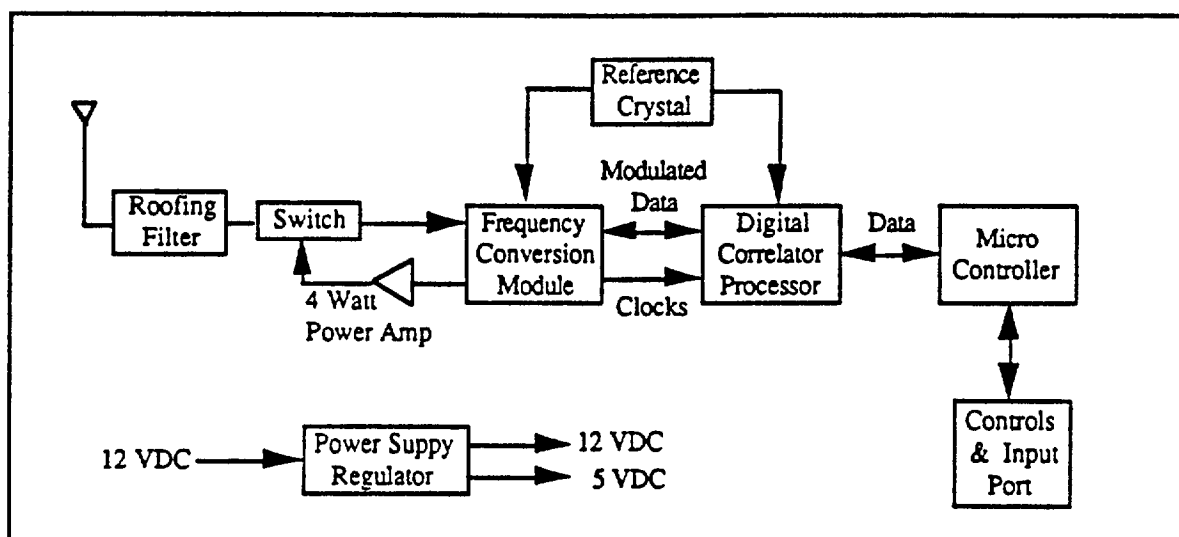 Reference
Crystal
Roofing
Filter
Switch
Frequency
Conversion
Module
Modulated
Data
Clocks
Digital
Correlator
Processor
Data
Micro
Controller
4 Watt
Power Amp
Controls
& Input
Port
12 VDC
Power Supply
Regulator
12 VDC
5 VDC